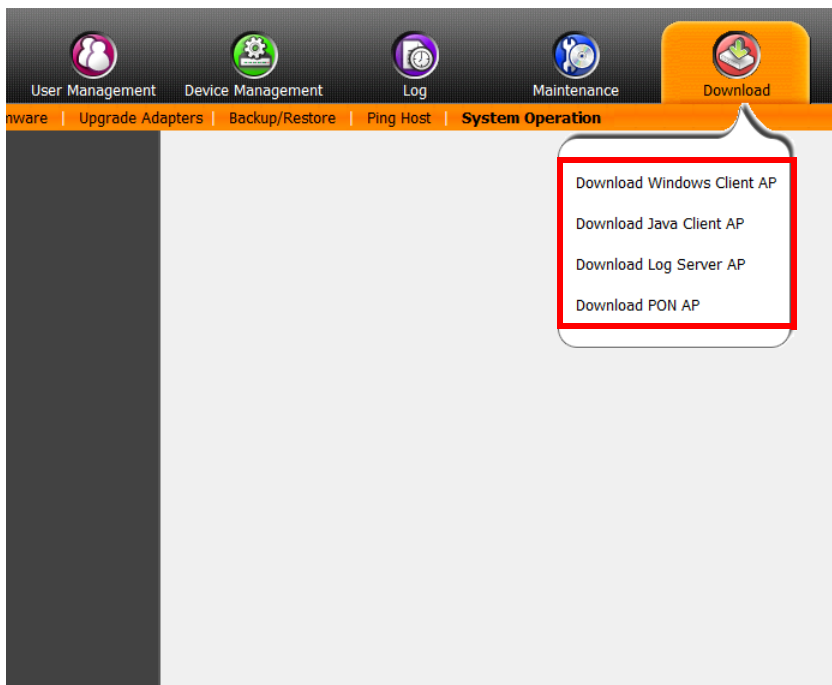 User Management Device Management Log Maintenance Download
Upgrade Adapters | Backup/Restore | Ping Host | System Operation
Download Windows Client AP
Download Java Client AP
Download Log Server AP
Download PON AP